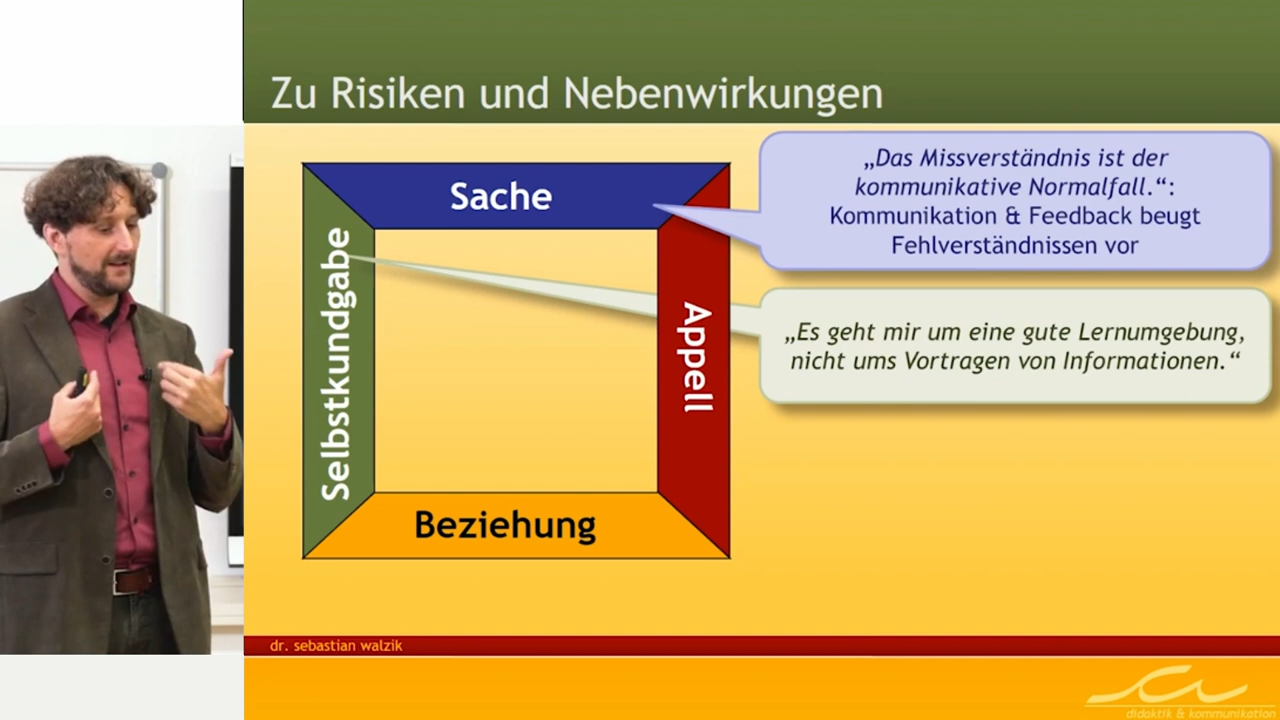 Zu Risiken und Nebenwirkungen
Sache
Selbstkundgabe
Appell
Beziehung
„Das Missverständnis ist der
kommunikative Normalfall.“:
Kommunikation & Feedback beugt
Fehlverständnissen vor
„Es geht mir um eine gute Lernumgebung,
nicht ums Vortragen von Informationen.“
dr. sebastian walzik
didaktik & kommunikation